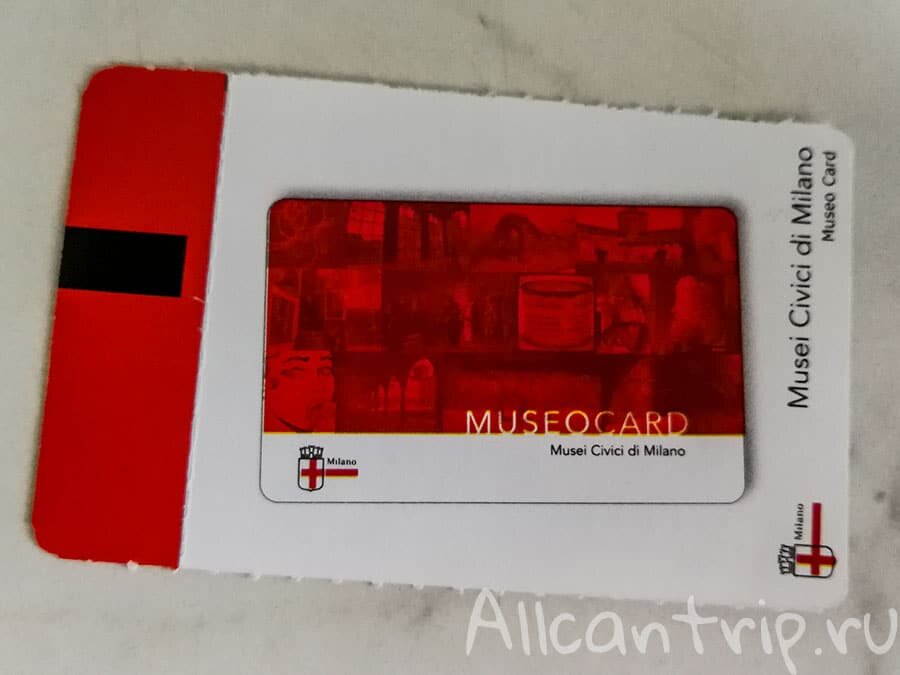 MUSEOCARD
Musei Civici di Milano
Milano
Musei Civici di Milano
Museo Card
Milano
Allcantrip.ru